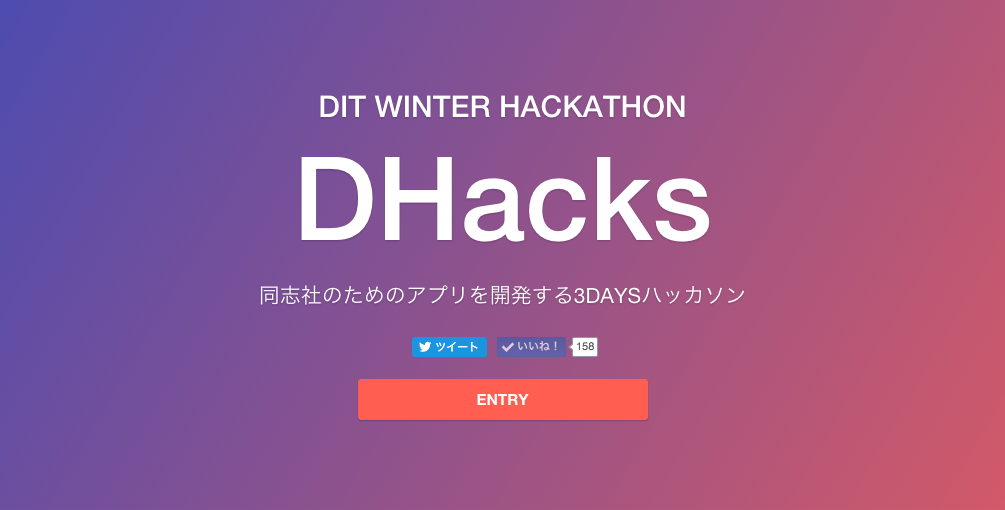 DIT WINTER HACKATHON
DHacks
同志社のためのアプリを開発する3DAYSハッカソン
ツイート いいね！ 158
ENTRY